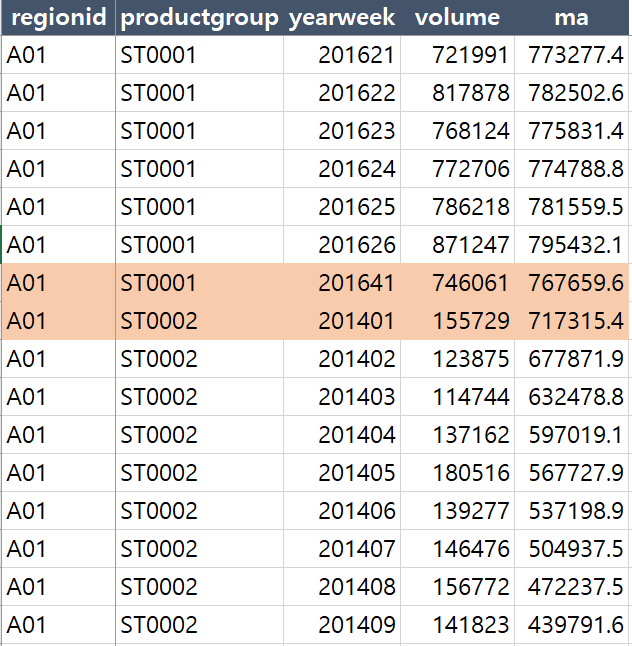 regionid productgroup yearweek volume ma
A01 ST0001 201621 721991 773277.4
A01 ST0001 201622 817878 782502.6
A01 ST0001 201623 768124 775831.4
A01 ST0001 201624 772706 774788.8
A01 ST0001 201625 786218 781559.5
A01 ST0001 201626 871247 795432.1
A01 ST0001 201641 746061 767659.6
A01 ST0002 201401 155729 717315.4
A01 ST0002 201402 123875 677871.9
A01 ST0002 201403 114744 632478.8
A01 ST0002 201404 137162 597019.1
A01 ST0002 201405 180516 567727.9
A01 ST0002 201406 139277 537198.9
A01 ST0002 201407 146476 504937.5
A01 ST0002 201408 156772 472237.5
A01 ST0002 201409 141823 439791.6